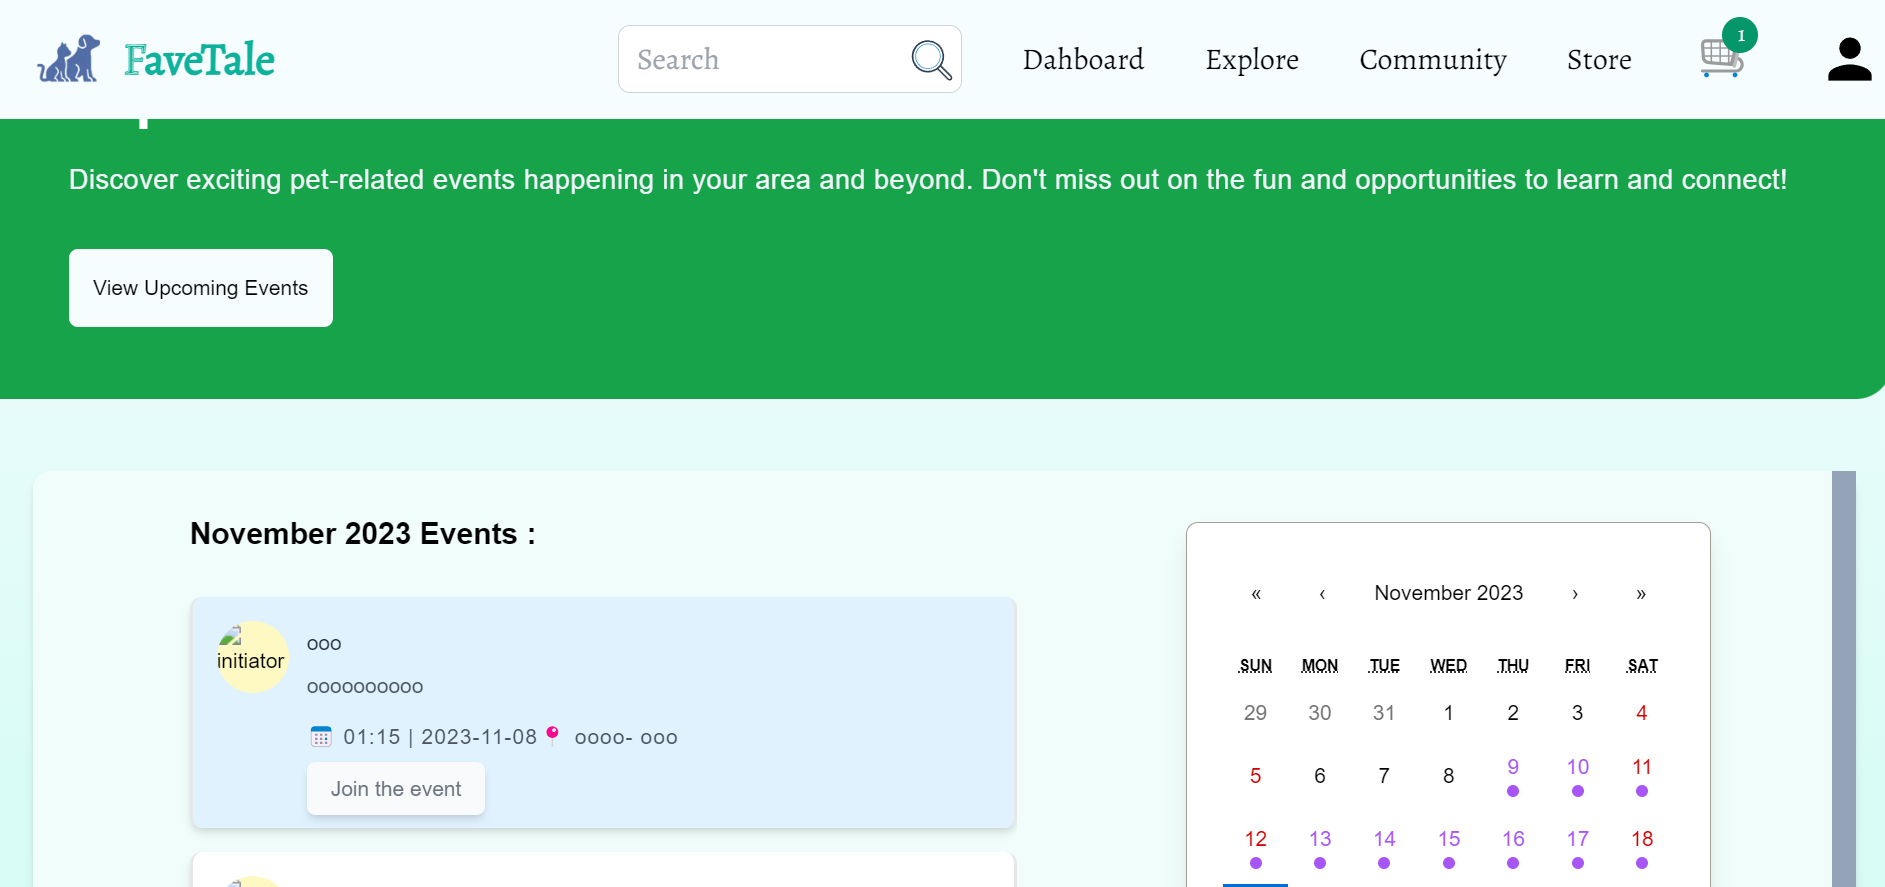 FaveTale
Search
Dahboard
Explore
Community
Store
1
Discover exciting pet-related events happening in your area and beyond. Don't miss out on the fun and opportunities to learn and connect!
View Upcoming Events
November 2023 Events :
initiator
ooo
ooooooooooo
01:15 | 2023-11-08 oooo- ooo
Join the event
« ‹ November 2023 › »
SUN MON TUE WED THU FRI SAT
29 30 31 1 2 3 4
5 6 7 8 9 10 11
12 13 14 15 16 17 18